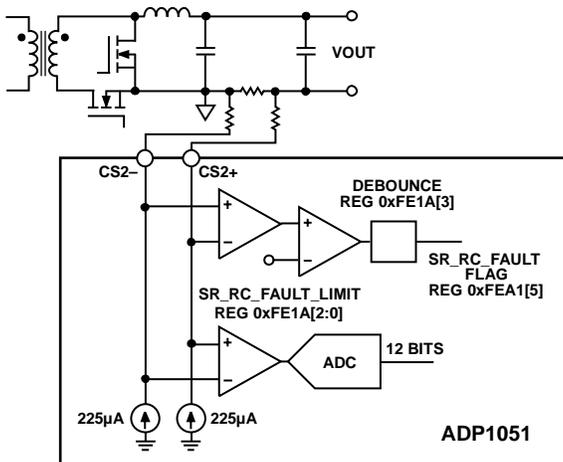 VOUT
CS2–
CS2+
DEBOUNCE
REG 0xFE1A[3]
+
–
+
–
SR_RC_FAULT
FLAG
REG 0xFEA1[5]
SR_RC_FAULT_LIMIT
REG 0xFE1A[2:0]
+
–
ADC
12 BITS
225µA
225µA
ADP1051